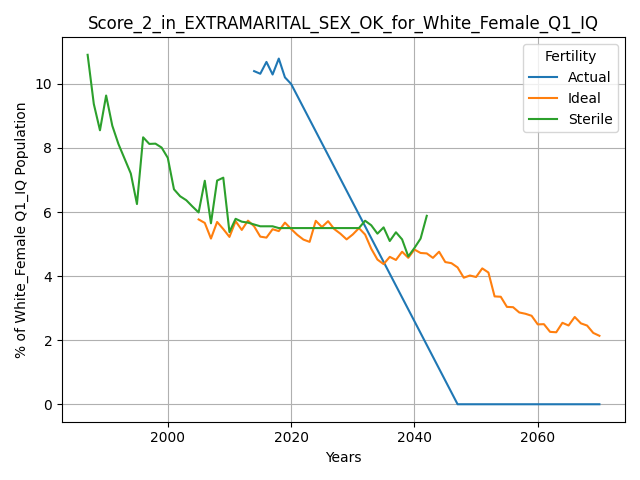 Score_2_in_EXTRAMARITAL_SEX_OK_for_White_Female_Q1_IQ
% of White_Female Q1_IQ Population
10
8
6
4
2
0
Fertility
Actual
Ideal
Sterile
2000
2020
2040
2060
Years